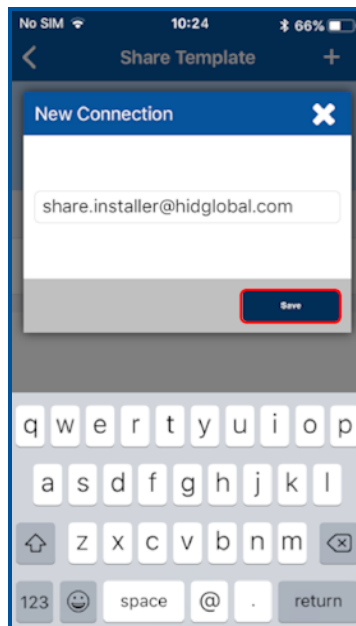 No SIM 10:24 66%
Share Template +
New Connection
share.installer@hidglobal.com
Save
q w e r t y u i o p
a s d f g h j k l
z x c v b n m
123 space @ . return